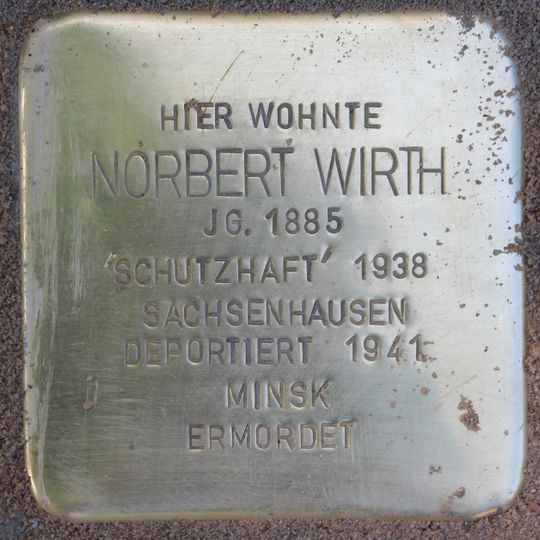 HIER WOHNTE
NORBERT WIRTH
JG. 1885
'SCHUTZHAFT' 1938
SACHSENHAUSEN
DEPORTIERT 1941
MINSK
ERMORDET